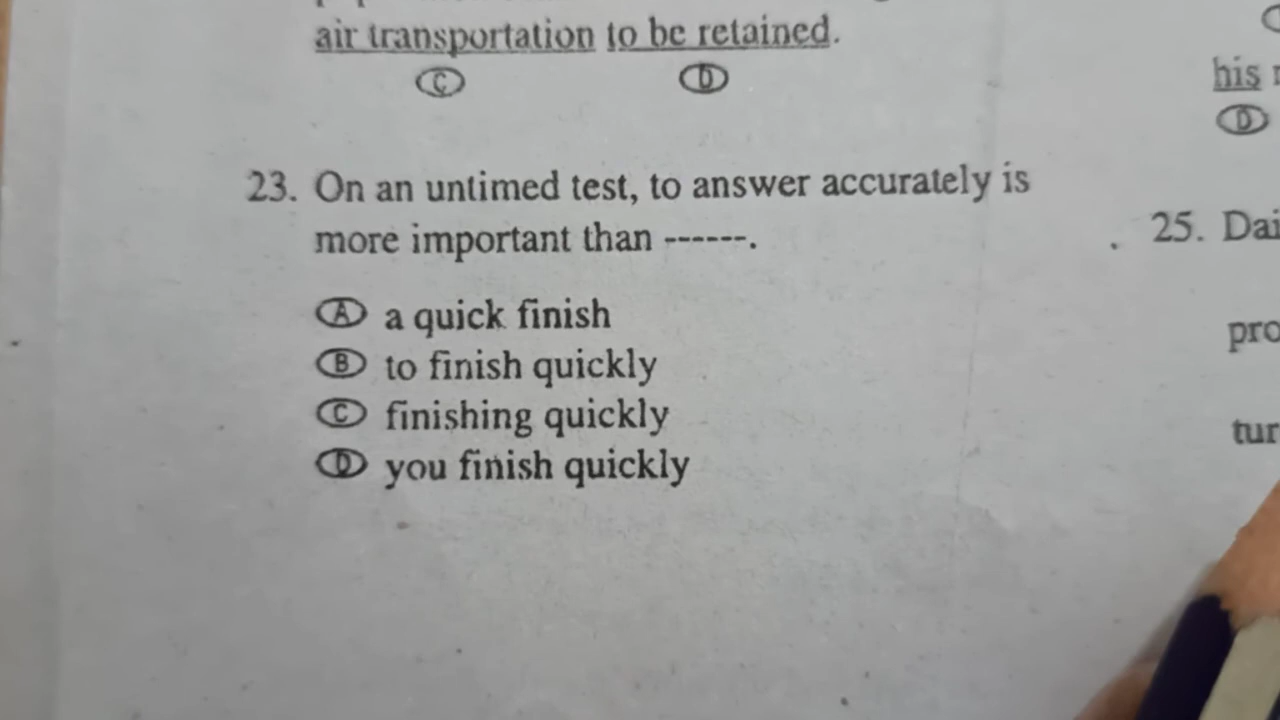 air transportation to be retained.
C D
23. On an untimed test, to answer accurately is
more important than ------.
A a quick finish
B to finish quickly
C finishing quickly
D you finish quickly
his
D
25. Dai
pro
tur